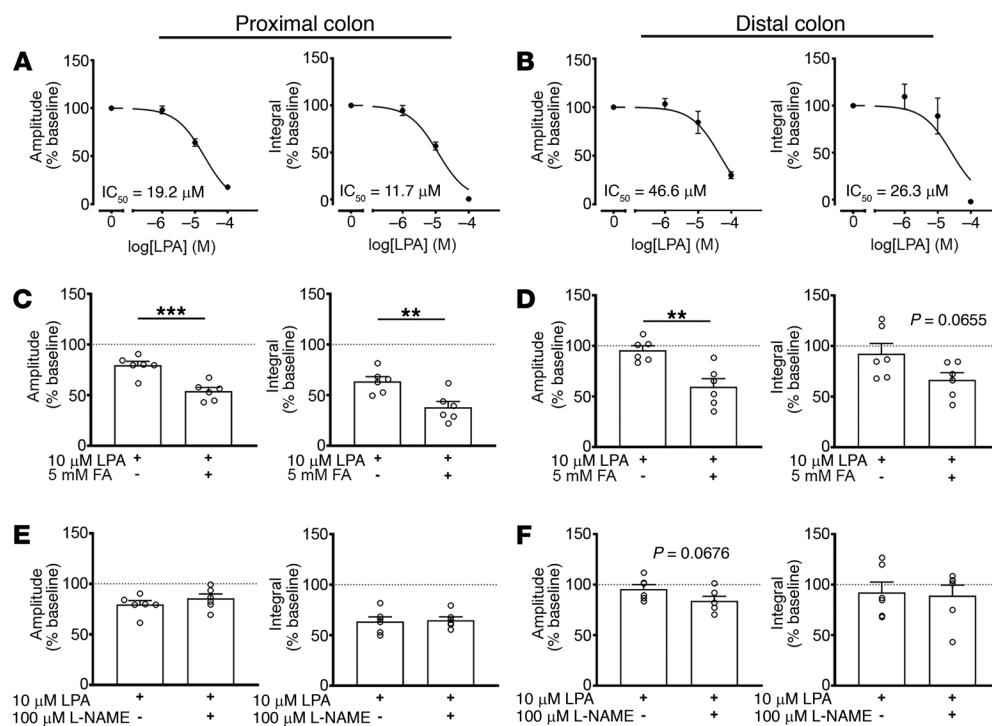 Proximal colon
Distal colon
A
Amplitude
(% baseline)
150
100
50
0
IC50 = 19.2 μM
0 –6 –5 –4
log[LPA] (M)
Integral
(% baseline)
150
100
50
0
IC50 = 11.7 μM
0 –6 –5 –4
log[LPA] (M)
B
Amplitude
(% baseline)
150
100
50
0
IC50 = 46.6 μM
0 –6 –5 –4
log[LPA] (M)
Integral
(% baseline)
150
100
50
0
IC50 = 26.3 μM
0 –6 –5 –4
log[LPA] (M)
C
Amplitude
(% baseline)
150
100
50
0
***
10 μM LPA + +
5 mM FA - +
Integral
(% baseline)
150
100
50
0
**
+ +
- +
D
Amplitude
(% baseline)
150
100
50
0
**
10 μM LPA + +
5 mM FA - +
Integral
(% baseline)
150
100
50
0
P = 0.0655
10 μM LPA + +
5 mM FA - +
E
Amplitude
(% baseline)
150
100
50
0
10 μM LPA + +
100 μM L-NAME - +
Integral
(% baseline)
150
100
50
0
10 μM LPA + +
100 μM L-NAME - +
F
Amplitude
(% baseline)
150
100
50
0
P = 0.0676
10 μM LPA + +
100 μM L-NAME - +
Integral
(% baseline)
150
100
50
0
10 μM LPA + +
100 μM L-NAME - +